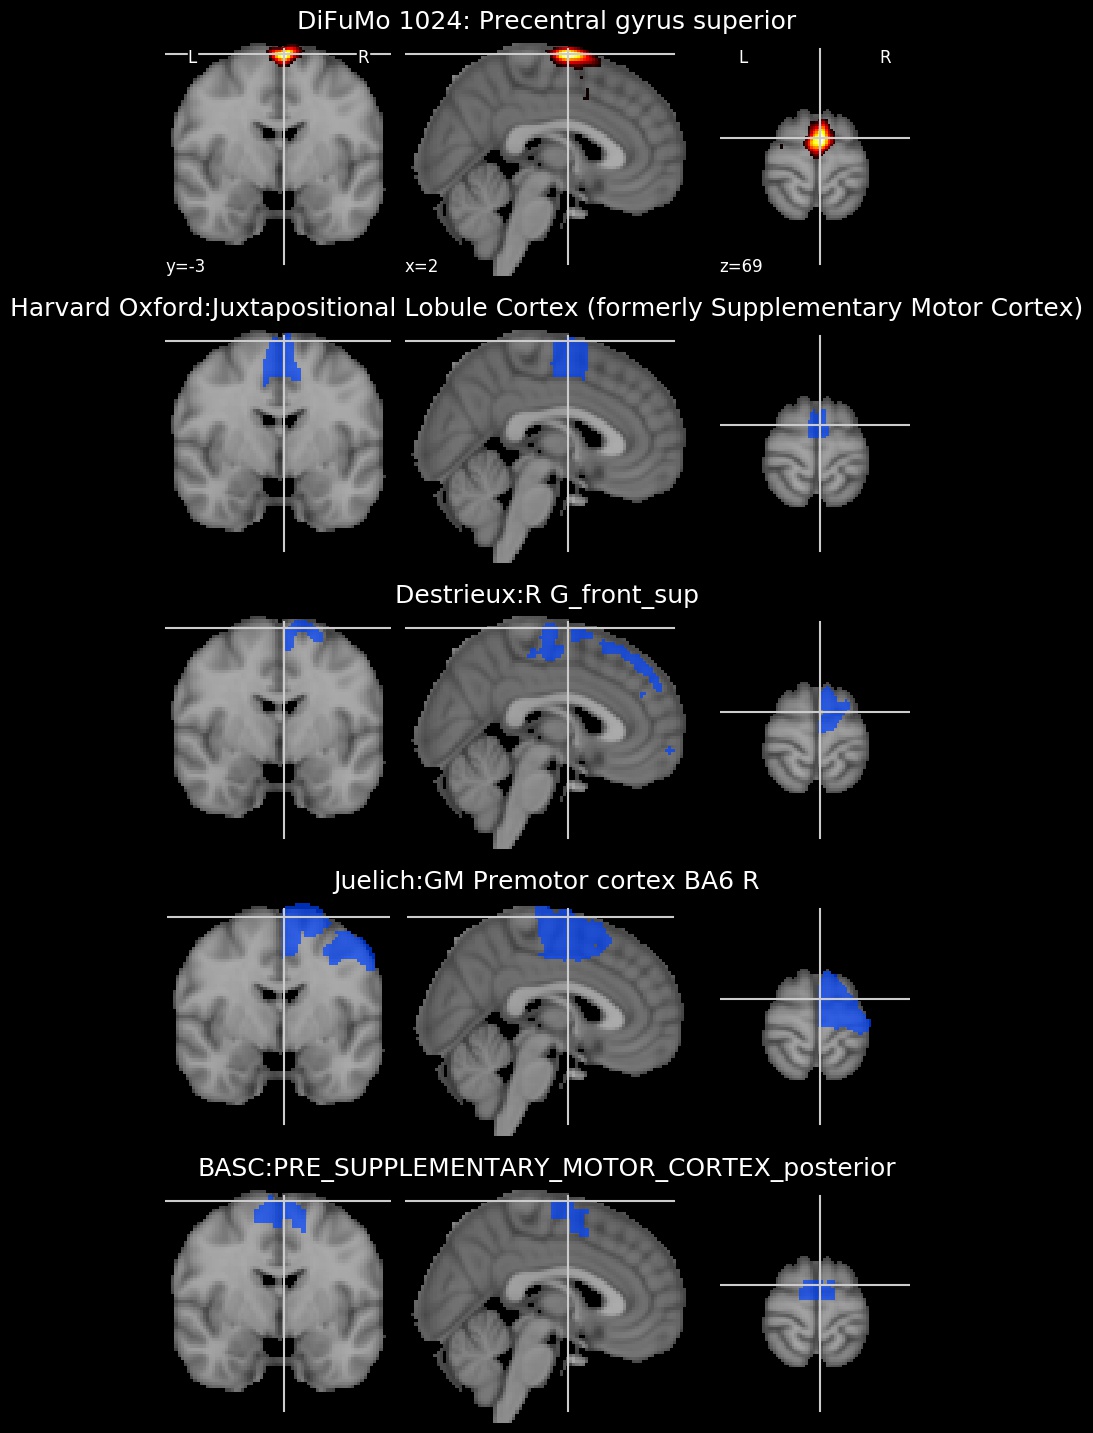 DiFuMo 1024: Precentral gyrus superior
L R L R
y=-3 x=2 z=69
Harvard Oxford:Juxtapositional Lobule Cortex (formerly Supplementary Motor Cortex)
Destrieux:R G_front_sup
Juelich:GM Premotor cortex BA6 R
BASC:PRE_SUPPLEMENTARY_MOTOR_CORTEX_posterior